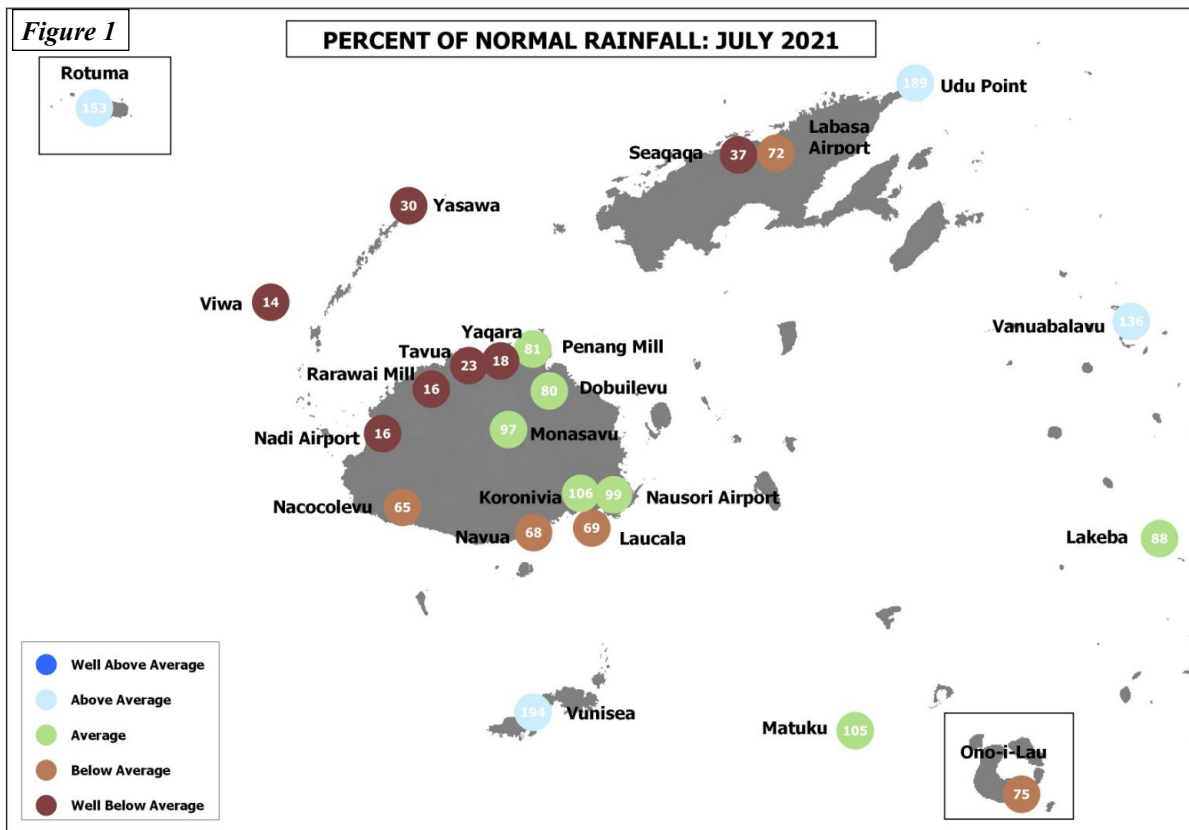 Figure 1
PERCENT OF NORMAL RAINFALL: JULY 2021
Rotuma
153
189
Udu Point
Labasa
Airport
Seaqaqa
37
72
30
Yasawa
Viwa
14
Vanuabalavu
136
Yaqara
Tavua
23
18
81
Penang Mill
Rarawai Mill
16
80
Dobuilevu
Nadi Airport
16
97
Monasavu
Koronivia
106
99
Nausori Airport
Nacocolevu
65
Navua
68
69
Laucala
Lakeba
88
Well Above Average
Above Average
Average
Below Average
Well Below Average
194
Vunisea
Matuku
105
Ono-i-Lau
75